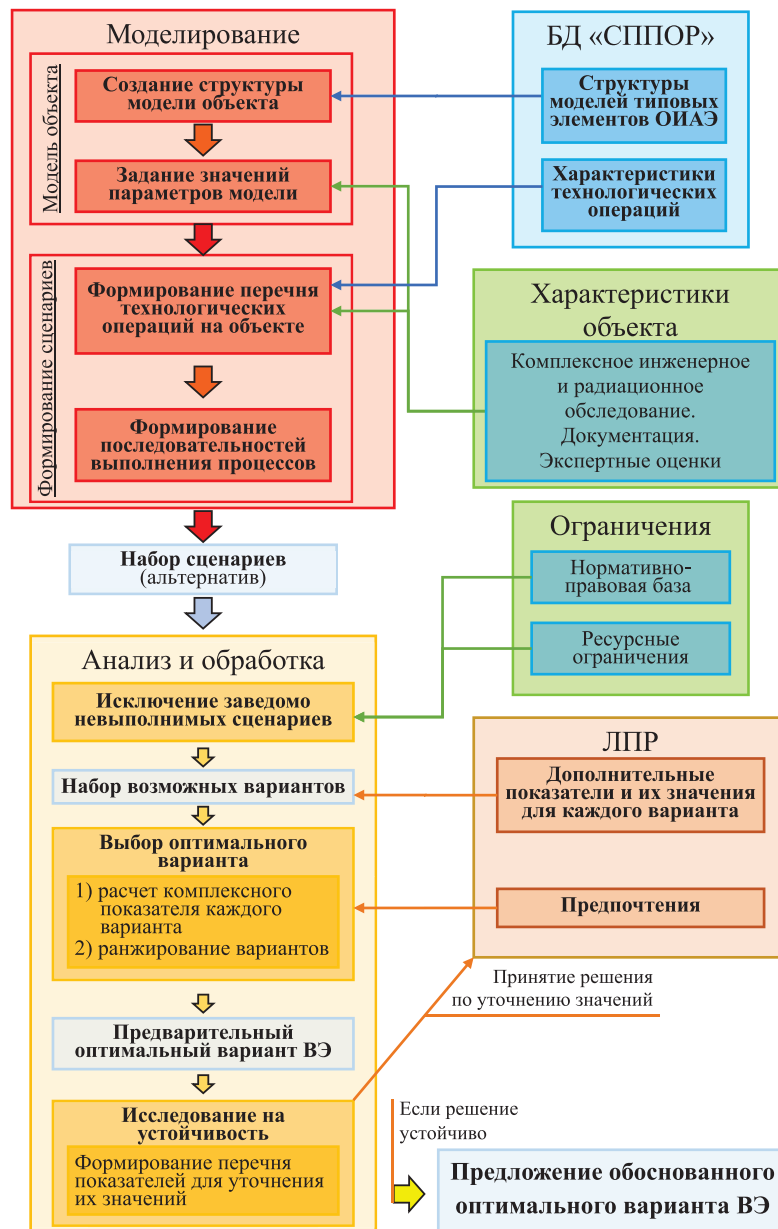 Моделирование
Модель объекта
Создание структуры
модели объекта
Задание значений
параметров модели
Формирование сценариев
Формирование перечня
технологических
операций на объекте
Формирование
последовательностей
выполнения процессов
БД «СППОР»
Структуры
моделей типовых
элементов ОИАЭ
Характеристики
технологических
операций
Характеристики
объекта
Комплексное инженерное
и радиационное
обследование.
Документация.
Экспертные оценки
Набор сценариев
(альтернатив)
Ограничения
Нормативно-
правовая база
Ресурсные
ограничения
Анализ и обработка
Исключение заведомо
невыполнимых сценариев
Набор возможных вариантов
Выбор оптимального
варианта
1) расчет комплексного
показателя каждого
варианта
2) ранжирование вариантов
ЛПР
Дополнительные
показатели и их значения
для каждого варианта
Предпочтения
Принятие решения
по уточнению значений
Предварительный
оптимальный вариант ВЭ
Исследование на
устойчивость
Формирование перечня
показателей для уточнения
их значений
Если решение
устойчиво
Предложение обоснованного
оптимального варианта ВЭ